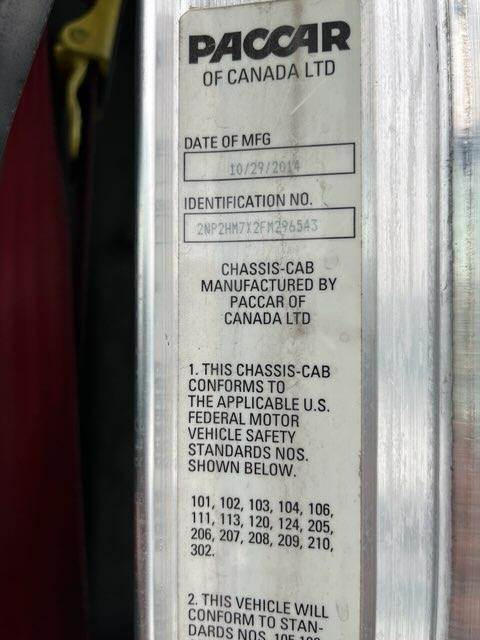 PACCAR
OF CANADA LTD
DATE OF MFG
10/29/2014
IDENTIFICATION NO.
2NP2HM7X2FM296543
CHASSIS-CAB
MANUFACTURED BY
PACCAR OF
CANADA LTD
1. THIS CHASSIS-CAB
CONFORMS TO
THE APPLICABLE U.S.
FEDERAL MOTOR
VEHICLE SAFETY
STANDARDS NOS.
SHOWN BELOW.
101, 102, 103, 104, 106,
111, 113, 120, 124, 205,
206, 207, 208, 209, 210,
302.
2. THIS VEHICLE WILL
CONFORM TO STAN-
DARDS NOS. 105,